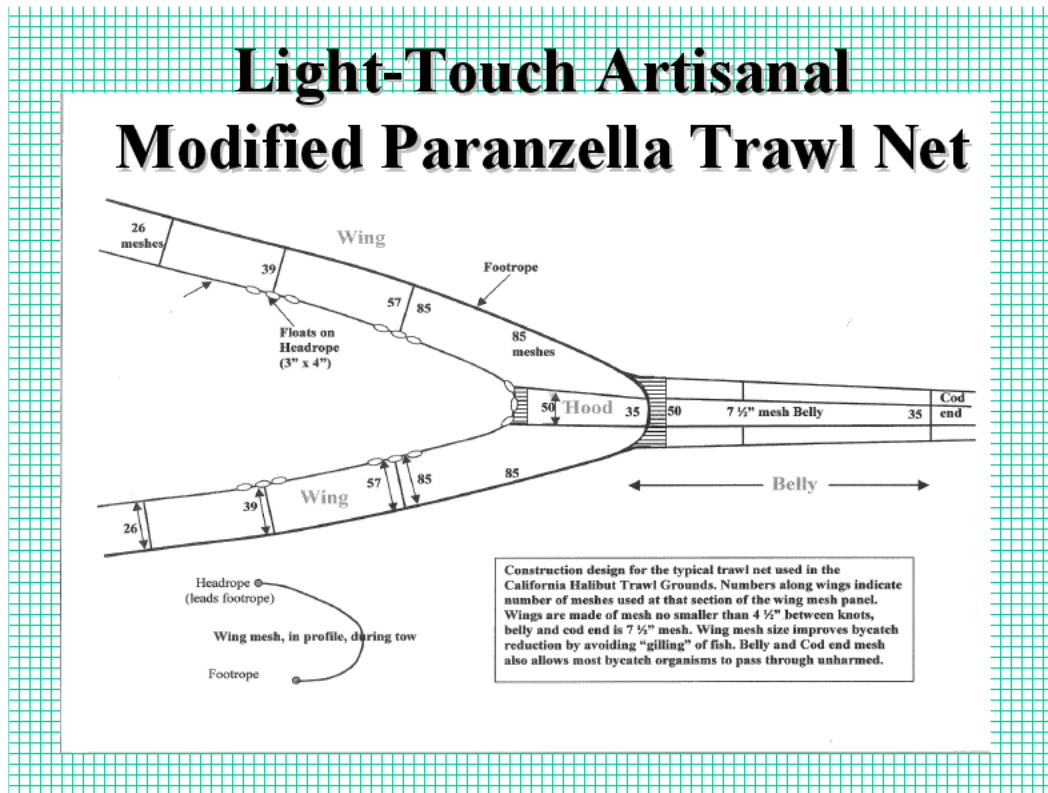 Light-Touch Artisanal
Modified Paranzella Trawl Net
26
meshes
Wing
39
Footrope
57
85
Floats on
Headrope
(3” x 4”)
85
meshes
50
Hood
35
50
7 ½” mesh Belly
35
Cod
end
26
39
Wing
57
85
85
Belly
Headrope
(leads footrope)
Wing mesh, in profile, during tow
Footrope
Construction design for the typical trawl net used in the
California Halibut Trawl Grounds. Numbers along wings indicate
number of meshes used at that section of the wing mesh panel.
Wings are made of mesh no smaller than 4 ½” between knots,
belly and cod end is 7 ½” mesh. Wing mesh size improves bycatch
reduction by avoiding “gilling” of fish. Belly and Cod end mesh
also allows most bycatch organisms to pass through unharmed.